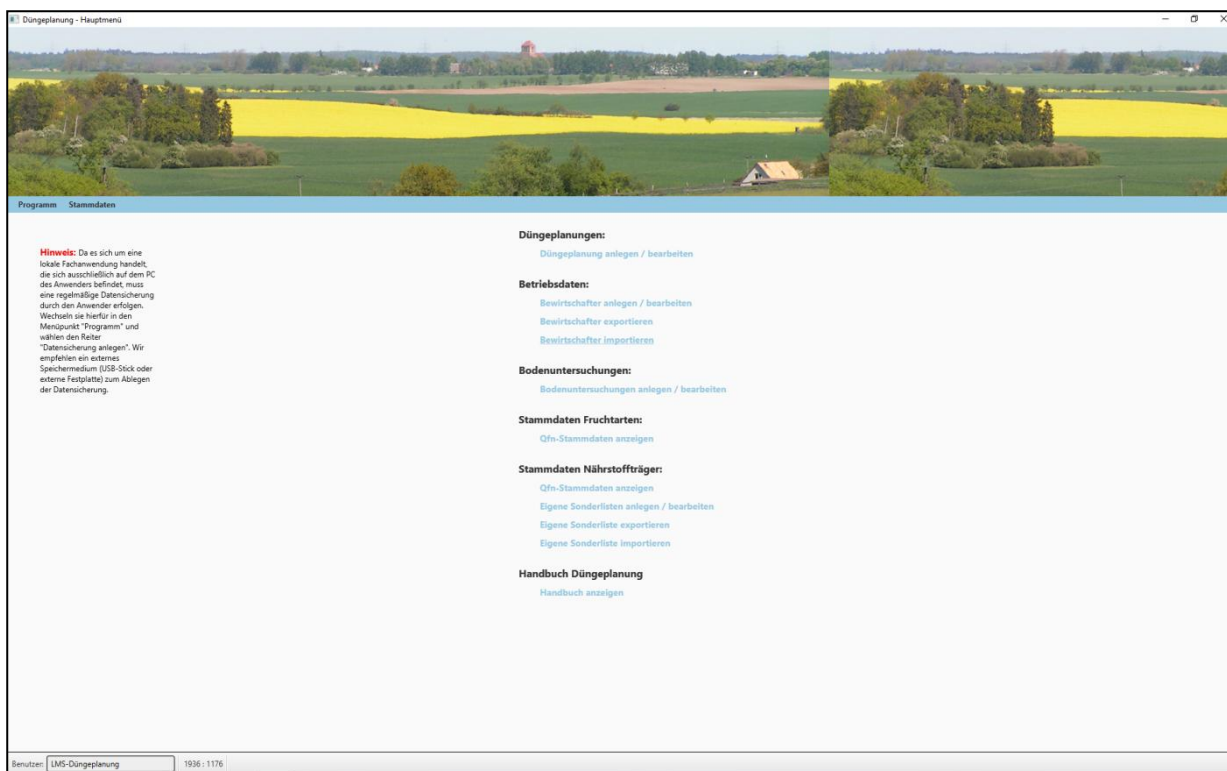 Düngeplanung - Hauptmenü
Programm Stammdaten
Hinweis: Da es sich um eine
lokale Fachanwendung handelt,
die sich ausschließlich auf dem PC
des Anwenders befindet, muss
eine regelmäßige Datensicherung
durch den Anwender erfolgen.
Wechseln sie hierfür in den
Menüpunkt "Programm" und
wählen den Reiter
"Datensicherung anlegen". Wir
empfehlen ein externes
Speichermedium (USB-Stick oder
externe Festplatte) zum Ablegen
der Datensicherung.
Düngeplanungen:
Düngeplanung anlegen / bearbeiten
Betriebsdaten:
Bewirtschafter anlegen / bearbeiten
Bewirtschafter exportieren
Bewirtschafter importieren
Bodenuntersuchungen:
Bodenuntersuchungen anlegen / bearbeiten
Stammdaten Fruchtarten:
Qfn-Stammdaten anzeigen
Stammdaten Nährstoffträger:
Qfn-Stammdaten anzeigen
Eigene Sonderlisten anlegen / bearbeiten
Eigene Sonderliste exportieren
Eigene Sonderliste importieren
Handbuch Düngeplanung
Handbuch anzeigen
Benutzer: LMS-Düngeplanung 1936 : 1176